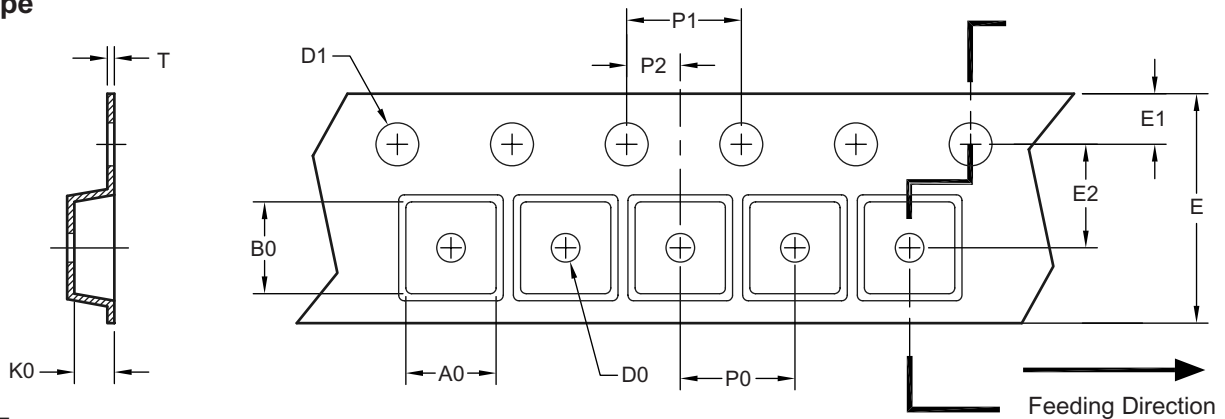 pe
P1
T
D1
P2
E1
E2
E
B0
K0
A0
D0
P0
Feeding Direction